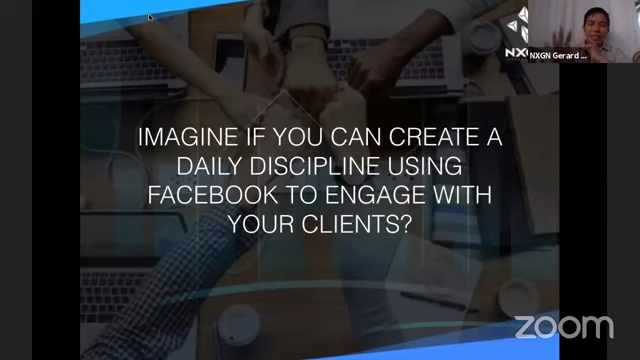 NXGN Gerard ...
IMAGINE IF YOU CAN CREATE A
DAILY DISCIPLINE USING
FACEBOOK TO ENGAGE WITH
YOUR CLIENTS?
zoom